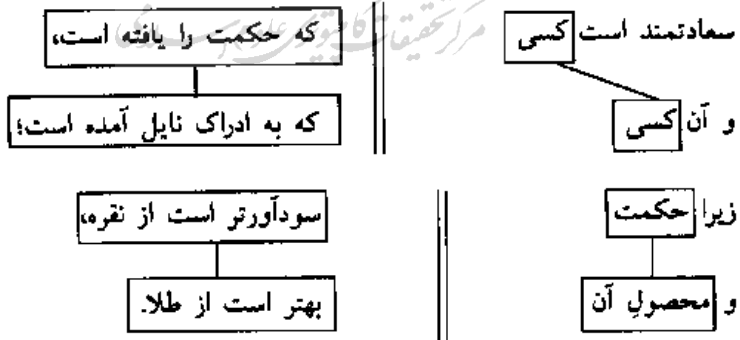 سعادتمند است کسی که حکمت را یافته است،
و آن کسی که به ادراک نایل آمده است؛
زیرا حکمت سودآورتر است از نقره،
و محصولِ آن بهتر است از طلا.